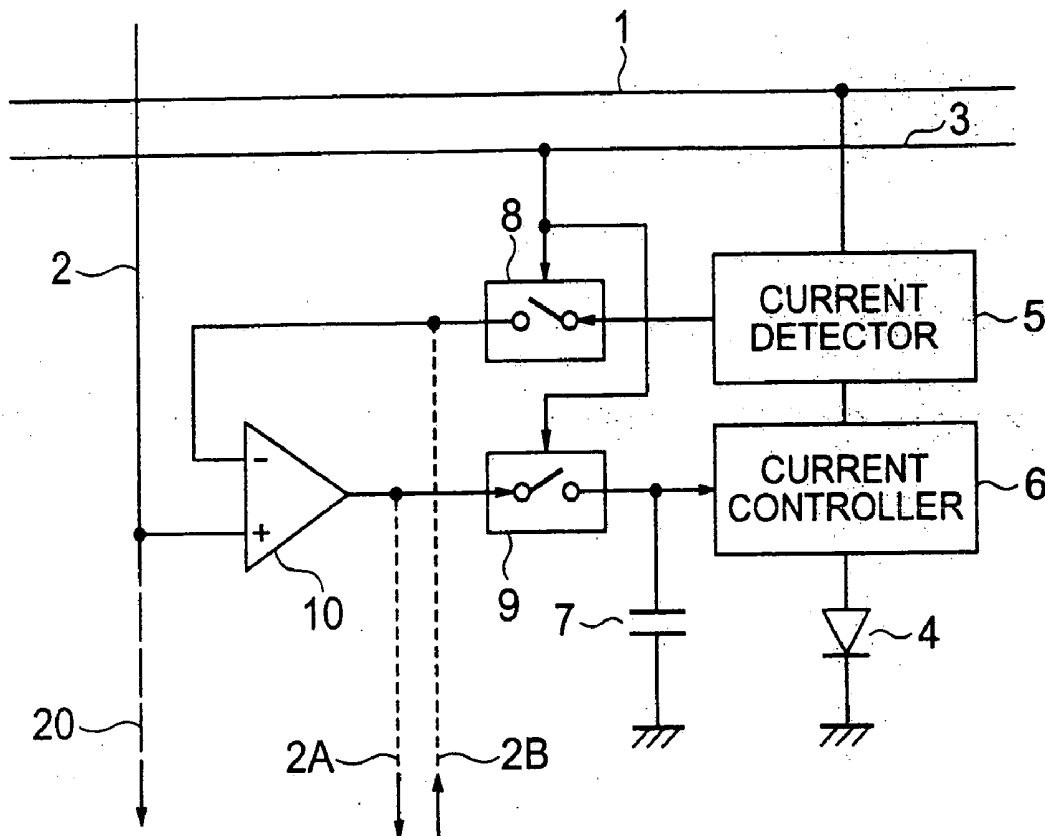 1
3
8
2
CURRENT
DETECTOR
5
-
CURRENT
CONTROLLER
6
+
10
9
7
4
20
2A
2B